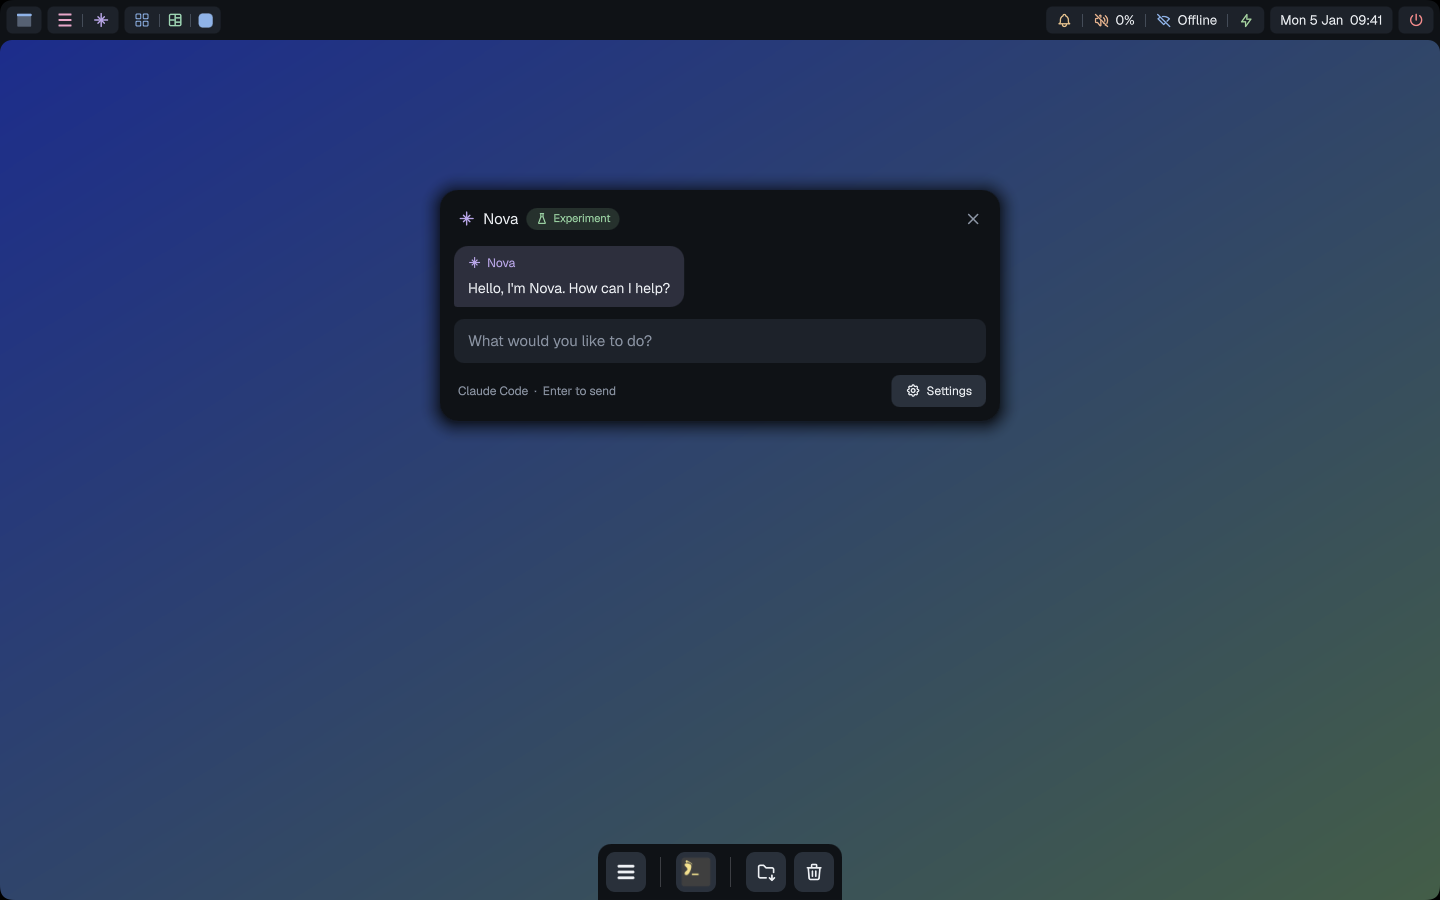 0%
Offline
Mon 5 Jan 09:41
Nova
Experiment
Nova
Hello, I'm Nova. How can I help?
What would you like to do?
Claude Code · Enter to send
Settings